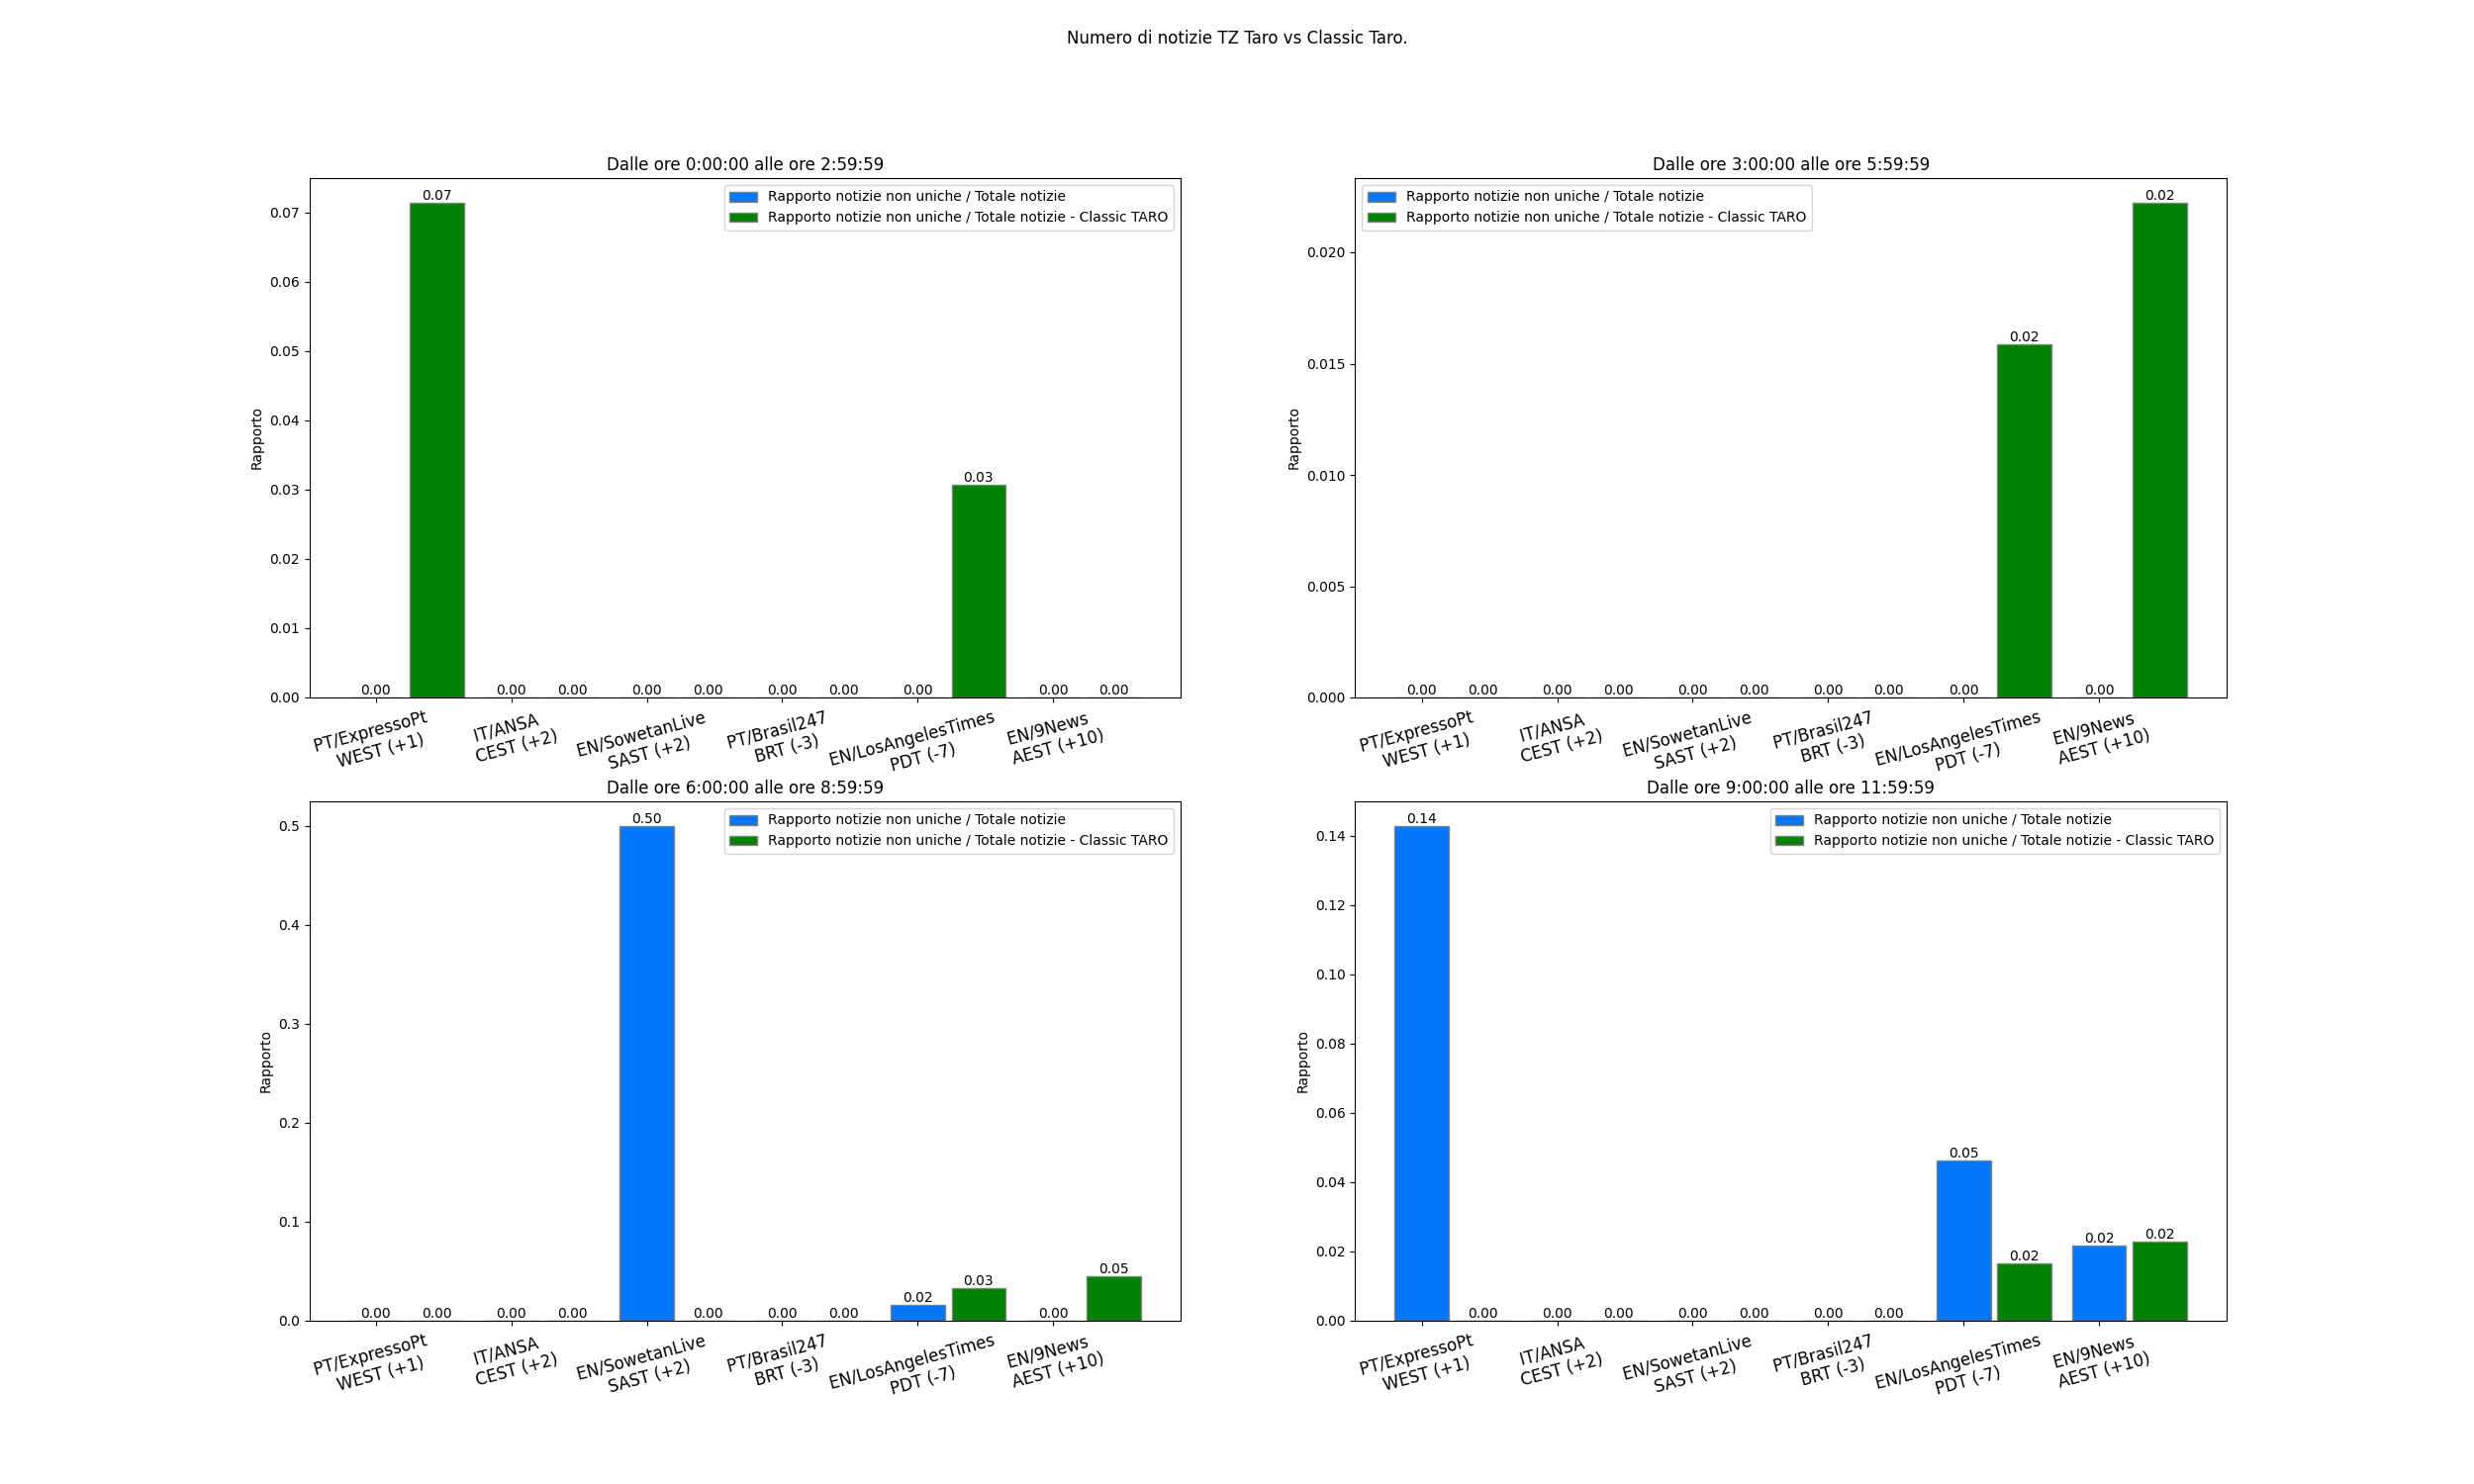 Numero di notizie TZ Taro vs Classic Taro.
Dalle ore 0:00:00 alle ore 2:59:59
Rapporto notizie non uniche / Totale notizie
Rapporto notizie non uniche / Totale notizie - Classic TARO
Rapporto
0.07
0.06
0.05
0.04
0.03
0.02
0.01
0.00
0.00
0.07
0.00
0.00
0.00
0.00
0.00
0.00
0.00
0.03
0.00
0.00
PT/ExpressoPt
WEST (+1)
IT/ANSA
CEST (+2)
EN/SowetanLive
SAST (+2)
PT/Brasil247
BRT (-3)
EN/LosAngelesTimes
PDT (-7)
EN/9News
AEST (+10)
Dalle ore 3:00:00 alle ore 5:59:59
Rapporto notizie non uniche / Totale notizie
Rapporto notizie non uniche / Totale notizie - Classic TARO
Rapporto
0.020
0.015
0.010
0.005
0.000
0.00
0.00
0.00
0.00
0.00
0.00
0.00
0.00
0.00
0.02
0.00
0.02
PT/ExpressoPt
WEST (+1)
IT/ANSA
CEST (+2)
EN/SowetanLive
SAST (+2)
PT/Brasil247
BRT (-3)
EN/LosAngelesTimes
PDT (-7)
EN/9News
AEST (+10)
Dalle ore 6:00:00 alle ore 8:59:59
Rapporto notizie non uniche / Totale notizie
Rapporto notizie non uniche / Totale notizie - Classic TARO
Rapporto
0.5
0.4
0.3
0.2
0.1
0.0
0.00
0.00
0.00
0.00
0.50
0.00
0.00
0.00
0.02
0.03
0.00
0.05
PT/ExpressoPt
WEST (+1)
IT/ANSA
CEST (+2)
EN/SowetanLive
SAST (+2)
PT/Brasil247
BRT (-3)
EN/LosAngelesTimes
PDT (-7)
EN/9News
AEST (+10)
Dalle ore 9:00:00 alle ore 11:59:59
Rapporto notizie non uniche / Totale notizie
Rapporto notizie non uniche / Totale notizie - Classic TARO
Rapporto
0.14
0.12
0.10
0.08
0.06
0.04
0.02
0.00
0.14
0.00
0.00
0.00
0.00
0.00
0.00
0.00
0.05
0.02
0.02
0.02
PT/ExpressoPt
WEST (+1)
IT/ANSA
CEST (+2)
EN/SowetanLive
SAST (+2)
PT/Brasil247
BRT (-3)
EN/LosAngelesTimes
PDT (-7)
EN/9News
AEST (+10)